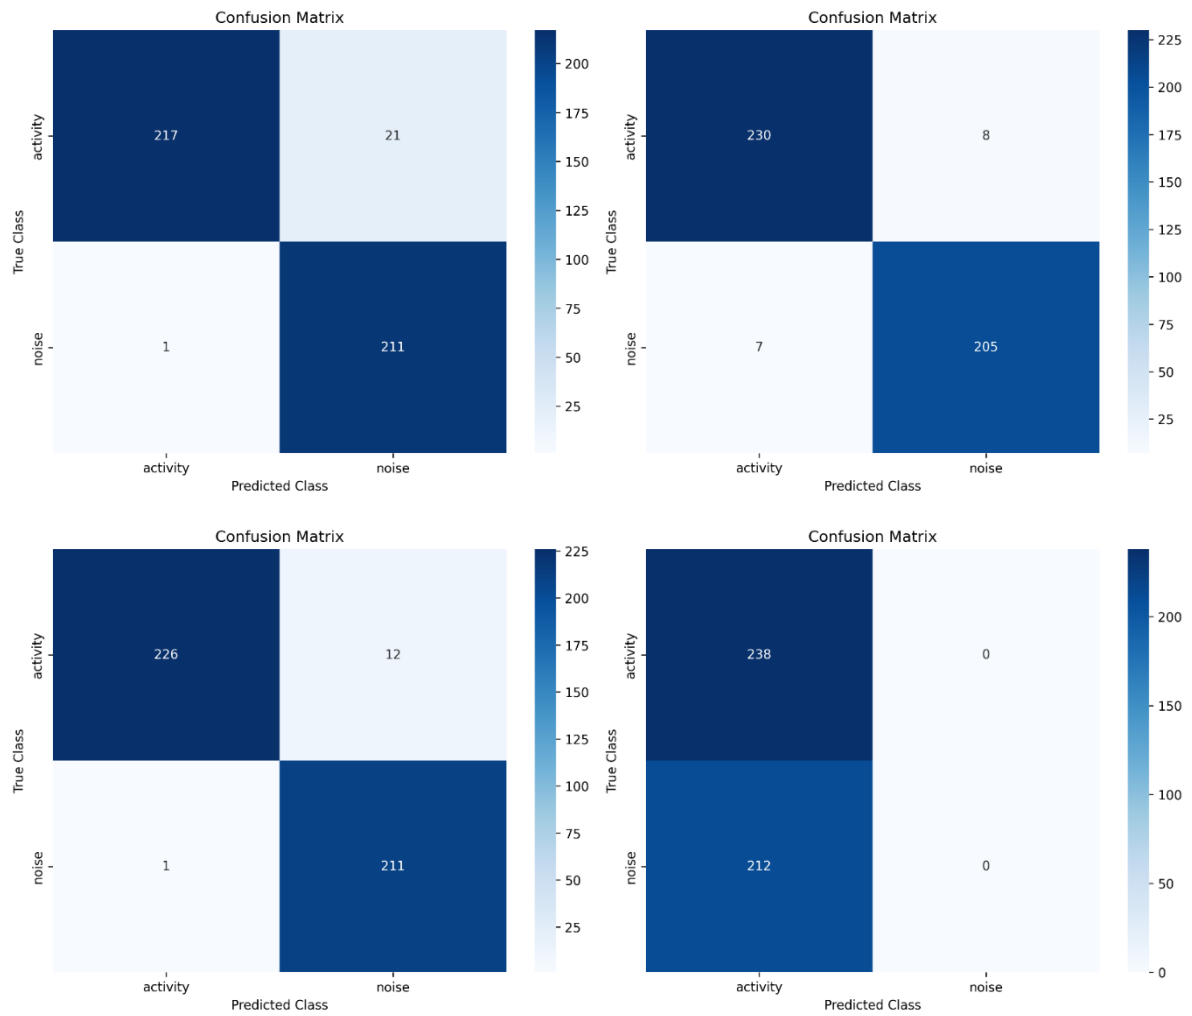 Confusion Matrix
activity
noise
True Class
217
21
1
211
activity
noise
Predicted Class
200
175
150
125
100
75
50
25
Confusion Matrix
activity
noise
True Class
230
8
7
205
activity
noise
Predicted Class
225
200
175
150
125
100
75
50
25
Confusion Matrix
activity
noise
True Class
226
12
1
211
activity
noise
Predicted Class
225
200
175
150
125
100
75
50
25
Confusion Matrix
activity
noise
True Class
238
0
212
0
activity
noise
Predicted Class
200
150
100
50
0